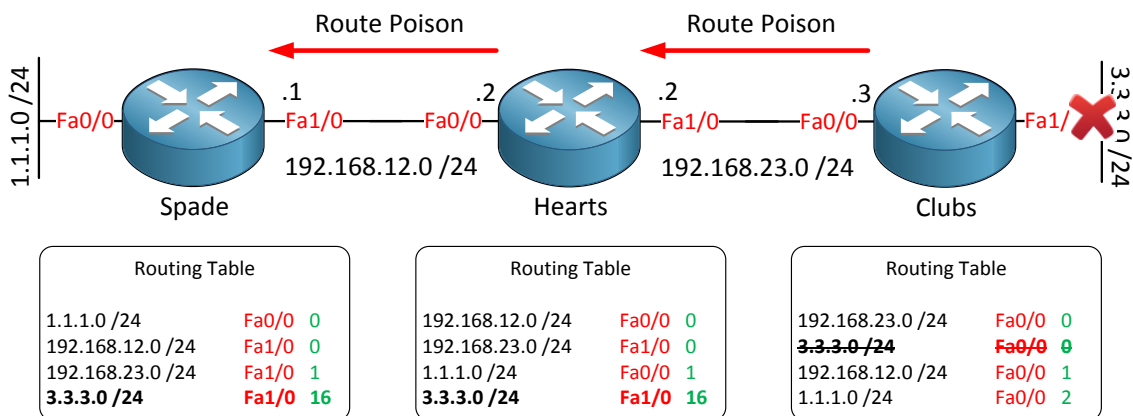 Route Poison
Route Poison
1.1.1.0 /24
Fa0/0
.1
Fa1/0
192.168.12.0 /24
.2
Fa0/0
.2
Fa1/0
192.168.23.0 /24
.3
Fa0/0
Fa1/
/24
Spade
Hearts
Clubs
Routing Table
1.1.1.0 /24 Fa0/0 0
192.168.12.0 /24 Fa1/0 0
192.168.23.0 /24 Fa1/0 1
3.3.3.0 /24 Fa1/0 16
Routing Table
192.168.12.0 /24 Fa0/0 0
192.168.23.0 /24 Fa1/0 0
1.1.1.0 /24 Fa0/0 1
3.3.3.0 /24 Fa1/0 16
Routing Table
192.168.23.0 /24 Fa0/0 0
3.3.3.0 /24 Fa0/0 0
192.168.12.0 /24 Fa0/0 1
1.1.1.0 /24 Fa0/0 2